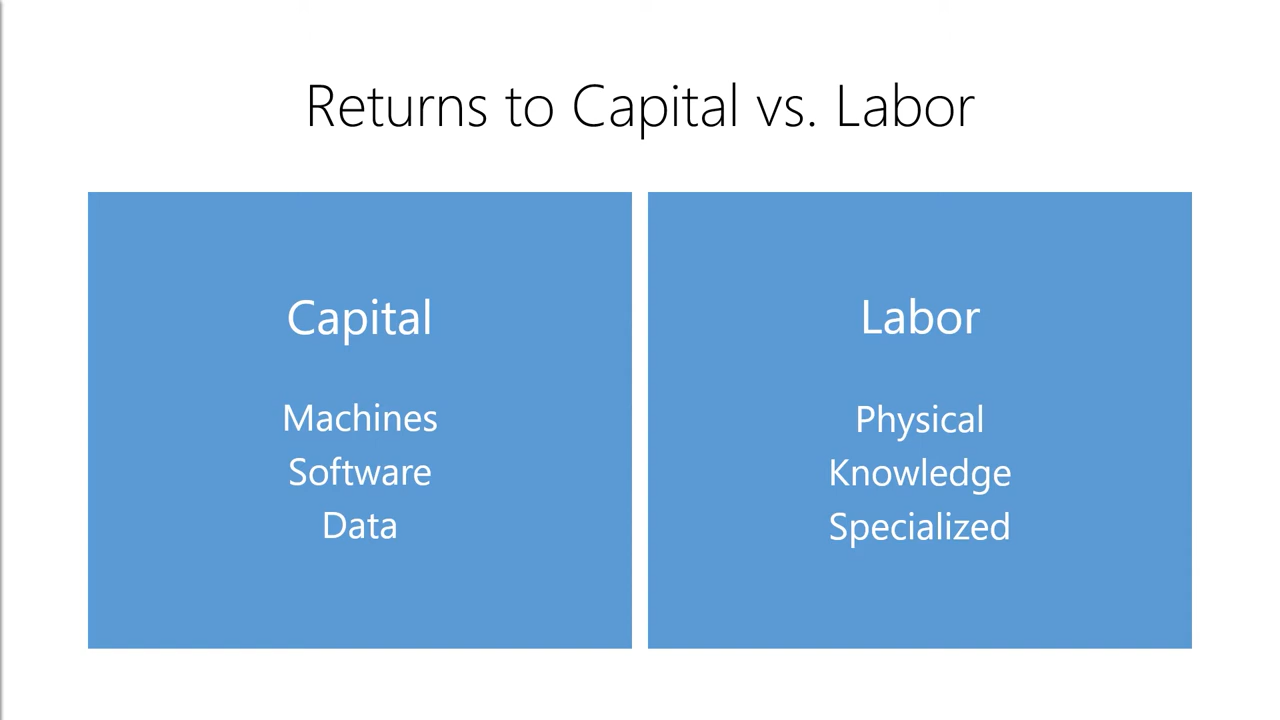 Returns to Capital vs. Labor
Capital
Machines
Software
Data
Labor
Physical
Knowledge
Specialized